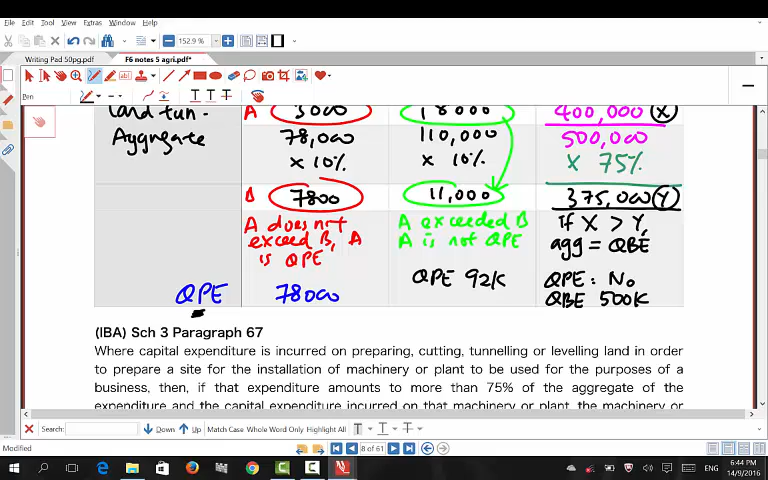 File Edit View Document Comments Tools Extras Window Help
152.9 %
Writing Pad 50pg.pdf F6 notes 5 agri.pdf*
Pen
Land tun. A 3000 18000 400,000 (X)
Aggregate 78,000 110,000 500,000
x 10% x 10% x 75%
B 7800 11,000 375,000 (Y)
A does not A exceeded B If X > Y,
exceed B, A A is not QPE agg = QBE
is QPE
QPE 92K QPE : No
QPE 78000 QBE 500K
(IBA) Sch 3 Paragraph 67
Where capital expenditure is incurred on preparing, cutting, tunnelling or levelling land in order
to prepare a site for the installation of machinery or plant to be used for the purposes of a
business, then, if that expenditure amounts to more than 75% of the aggregate of the
expenditure and the capital expenditure incurred on that machinery or plant, the machinery or
Search: Down Up Match Case Whole Word Only Highlight All
Modified 8 of 61
ENG 6:44 PM
14/9/2016